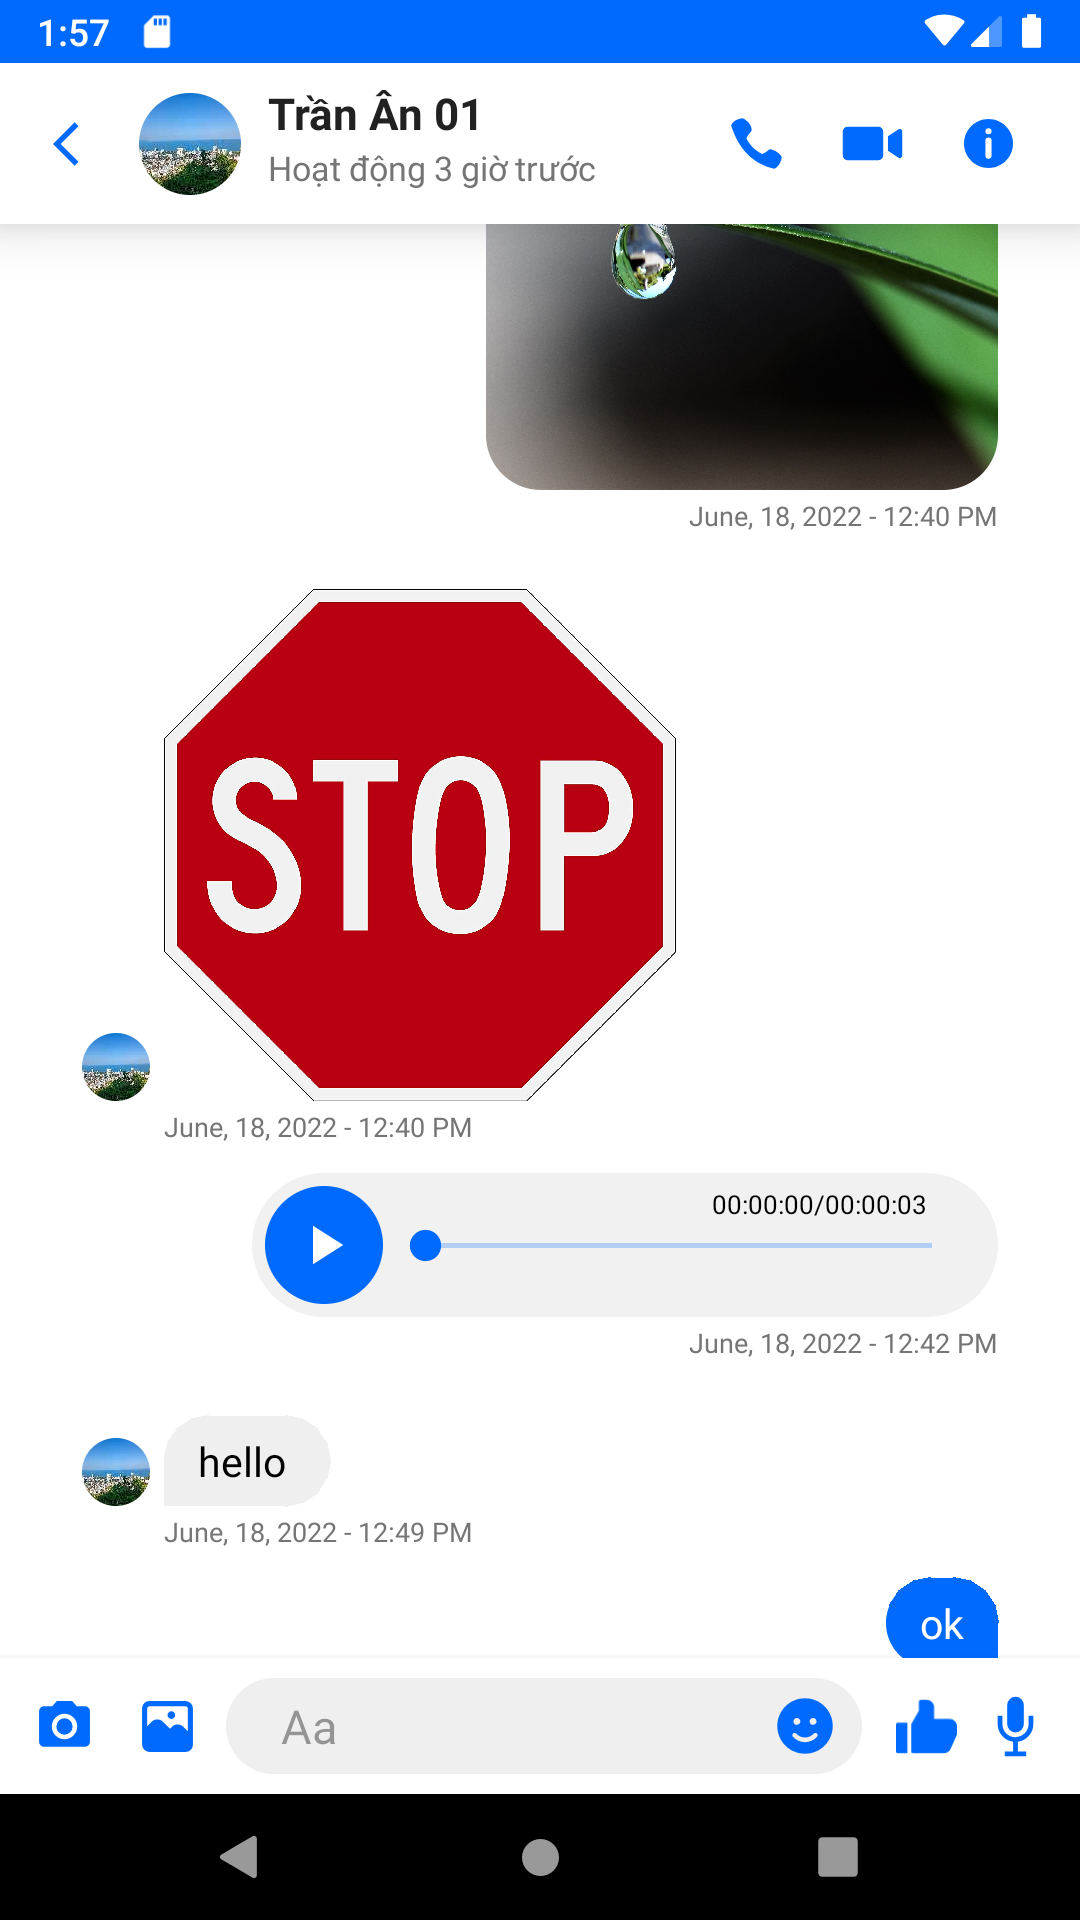 1:57
Trần Ân 01
Hoạt động 3 giờ trước
June, 18, 2022 - 12:40 PM
STOP
June, 18, 2022 - 12:40 PM
00:00:00/00:00:03
June, 18, 2022 - 12:42 PM
hello
June, 18, 2022 - 12:49 PM
ok
Aa